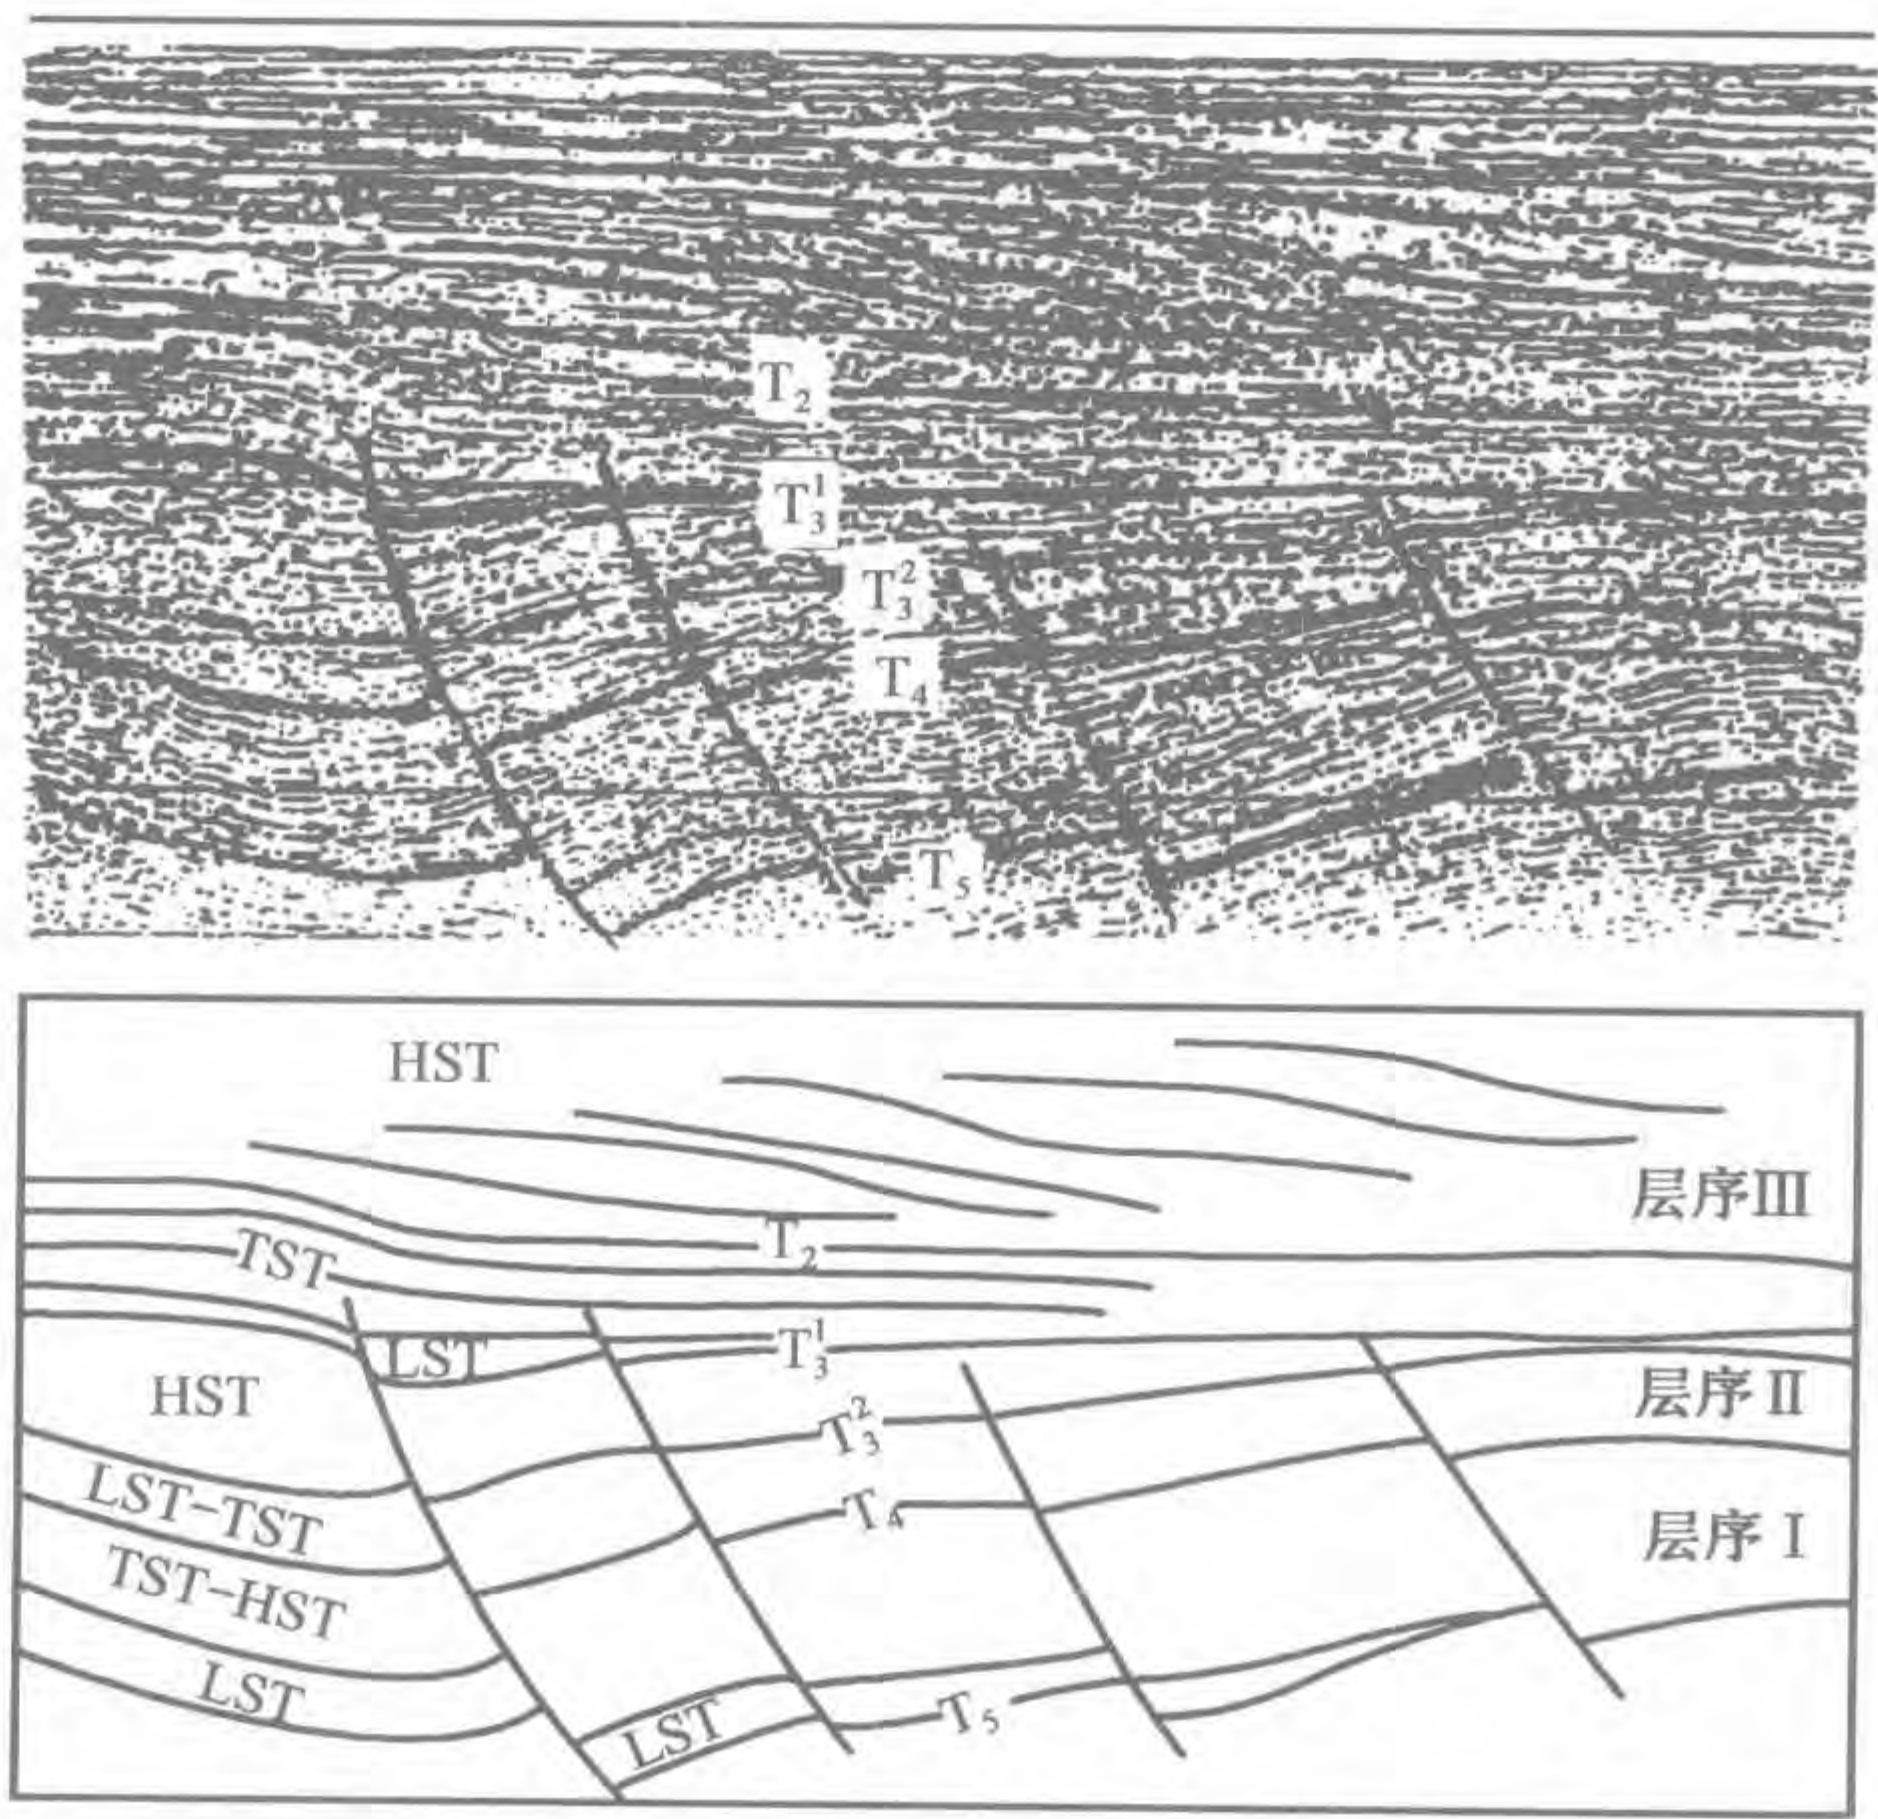 T₂
T₃¹
T₃²
T₄
T₅
HST
层序Ⅲ
T₂
TST
T₃¹
LST
HST
层序Ⅱ
T₃²
LST-TST
T₄
层序Ⅰ
TST-HST
LST
LST
T₅